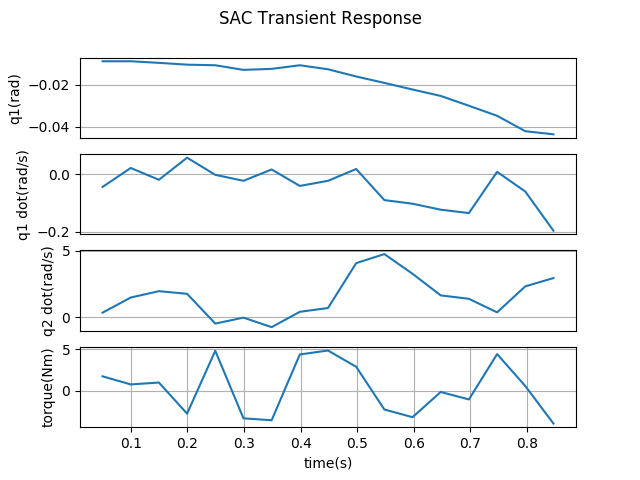 SAC Transient Response
q1(rad)
−0.02
−0.04
q1 dot(rad/s)
0.0
−0.2
q2 dot(rad/s)
5
0
torque(Nm)
5
0
0.1 0.2 0.3 0.4 0.5 0.6 0.7 0.8
time(s)